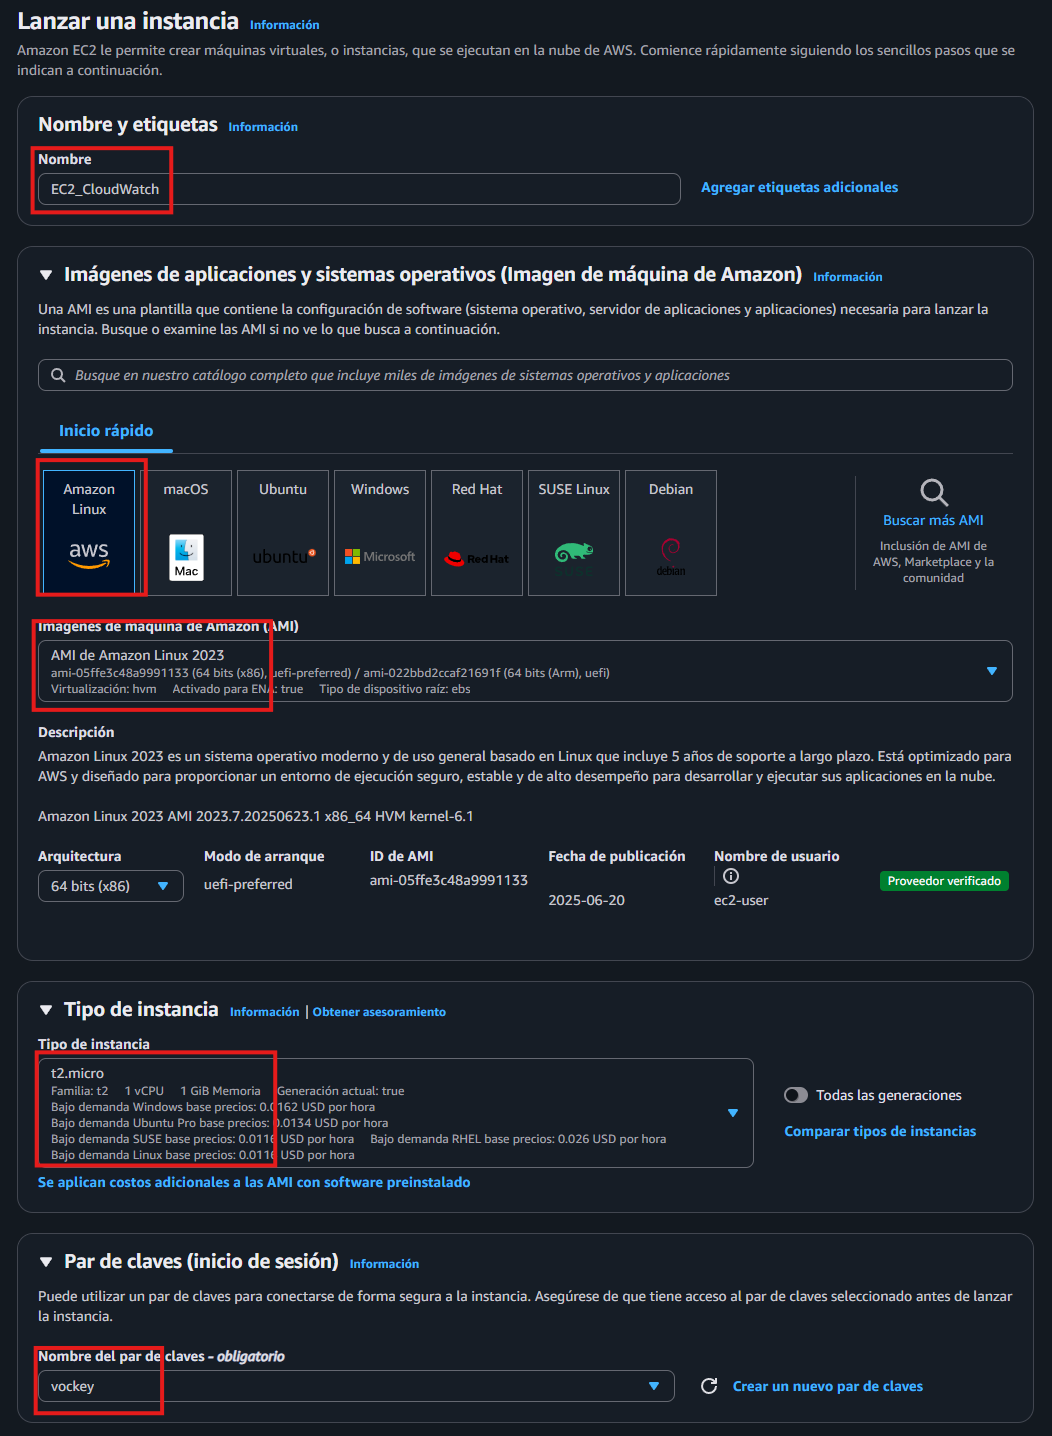 Lanzar una instancia Información
Amazon EC2 le permite crear máquinas virtuales, o instancias, que se ejecutan en la nube de AWS. Comience rápidamente siguiendo los sencillos pasos que se
indican a continuación.
Nombre y etiquetas Información
Nombre
EC2_CloudWatch
Agregar etiquetas adicionales
Imágenes de aplicaciones y sistemas operativos (Imagen de máquina de Amazon) Información
Una AMI es una plantilla que contiene la configuración de software (sistema operativo, servidor de aplicaciones y aplicaciones) necesaria para lanzar la
instancia. Busque o examine las AMI si no ve lo que busca a continuación.
Busque en nuestro catálogo completo que incluye miles de imágenes de sistemas operativos y aplicaciones
Inicio rápido
Amazon
Linux
aws
macOS
Mac
Ubuntu
ubuntu
Windows
Microsoft
Red Hat
Red Hat
SUSE Linux
Debian
debian
Buscar más AMI
Inclusión de AMI de
AWS, Marketplace y la
comunidad
Imágenes de máquina de Amazon (AMI)
AMI de Amazon Linux 2023
ami-05ffe3c48a9991133 (64 bits (x86), uefi-preferred) / ami-022bbd2ccaf21691f (64 bits (Arm), uefi)
Virtualización: hvm Activado para ENA: true Tipo de dispositivo raíz: ebs
Descripción
Amazon Linux 2023 es un sistema operativo moderno y de uso general basado en Linux que incluye 5 años de soporte a largo plazo. Está optimizado para
AWS y diseñado para proporcionar un entorno de ejecución seguro, estable y de alto desempeño para desarrollar y ejecutar sus aplicaciones en la nube.
Amazon Linux 2023 AMI 2023.7.20250623.1 x86_64 HVM kernel-6.1
Arquitectura
64 bits (x86)
Modo de arranque
uefi-preferred
ID de AMI
ami-05ffe3c48a9991133
Fecha de publicación
2025-06-20
Nombre de usuario
ec2-user
Proveedor verificado
Tipo de instancia Información | Obtener asesoramiento
Tipo de instancia
t2.micro
Familia: t2 1 vCPU 1 GiB Memoria Generación actual: true
Bajo demanda Windows base precios: 0.0162 USD por hora
Bajo demanda Ubuntu Pro base precios: 0.0134 USD por hora
Bajo demanda SUSE base precios: 0.0116 USD por hora Bajo demanda RHEL base precios: 0.026 USD por hora
Bajo demanda Linux base precios: 0.0116 USD por hora
Todas las generaciones
Comparar tipos de instancias
Se aplican costos adicionales a las AMI con software preinstalado
Par de claves (inicio de sesión) Información
Puede utilizar un par de claves para conectarse de forma segura a la instancia. Asegúrese de que tiene acceso al par de claves seleccionado antes de lanzar
la instancia.
Nombre del par de claves - obligatorio
vockey
Crear un nuevo par de claves